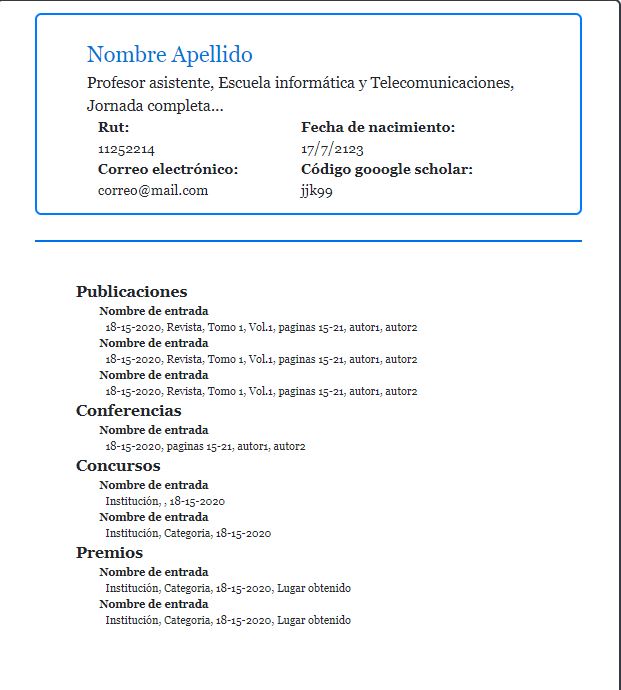 Nombre Apellido
Profesor asistente, Escuela informática y Telecomunicaciones,
Jornada completa...
Rut: Fecha de nacimiento:
11252214 17/7/2123
Correo electrónico: Código gooogle scholar:
correo@mail.com jjk99
Publicaciones
Nombre de entrada
18-15-2020, Revista, Tomo 1, Vol.1, paginas 15-21, autor1, autor2
Nombre de entrada
18-15-2020, Revista, Tomo 1, Vol.1, paginas 15-21, autor1, autor2
Nombre de entrada
18-15-2020, Revista, Tomo 1, Vol.1, paginas 15-21, autor1, autor2
Conferencias
Nombre de entrada
18-15-2020, paginas 15-21, autor1, autor2
Concursos
Nombre de entrada
Institución, , 18-15-2020
Nombre de entrada
Institución, Categoria, 18-15-2020
Premios
Nombre de entrada
Institución, Categoria, 18-15-2020, Lugar obtenido
Nombre de entrada
Institución, Categoria, 18-15-2020, Lugar obtenido